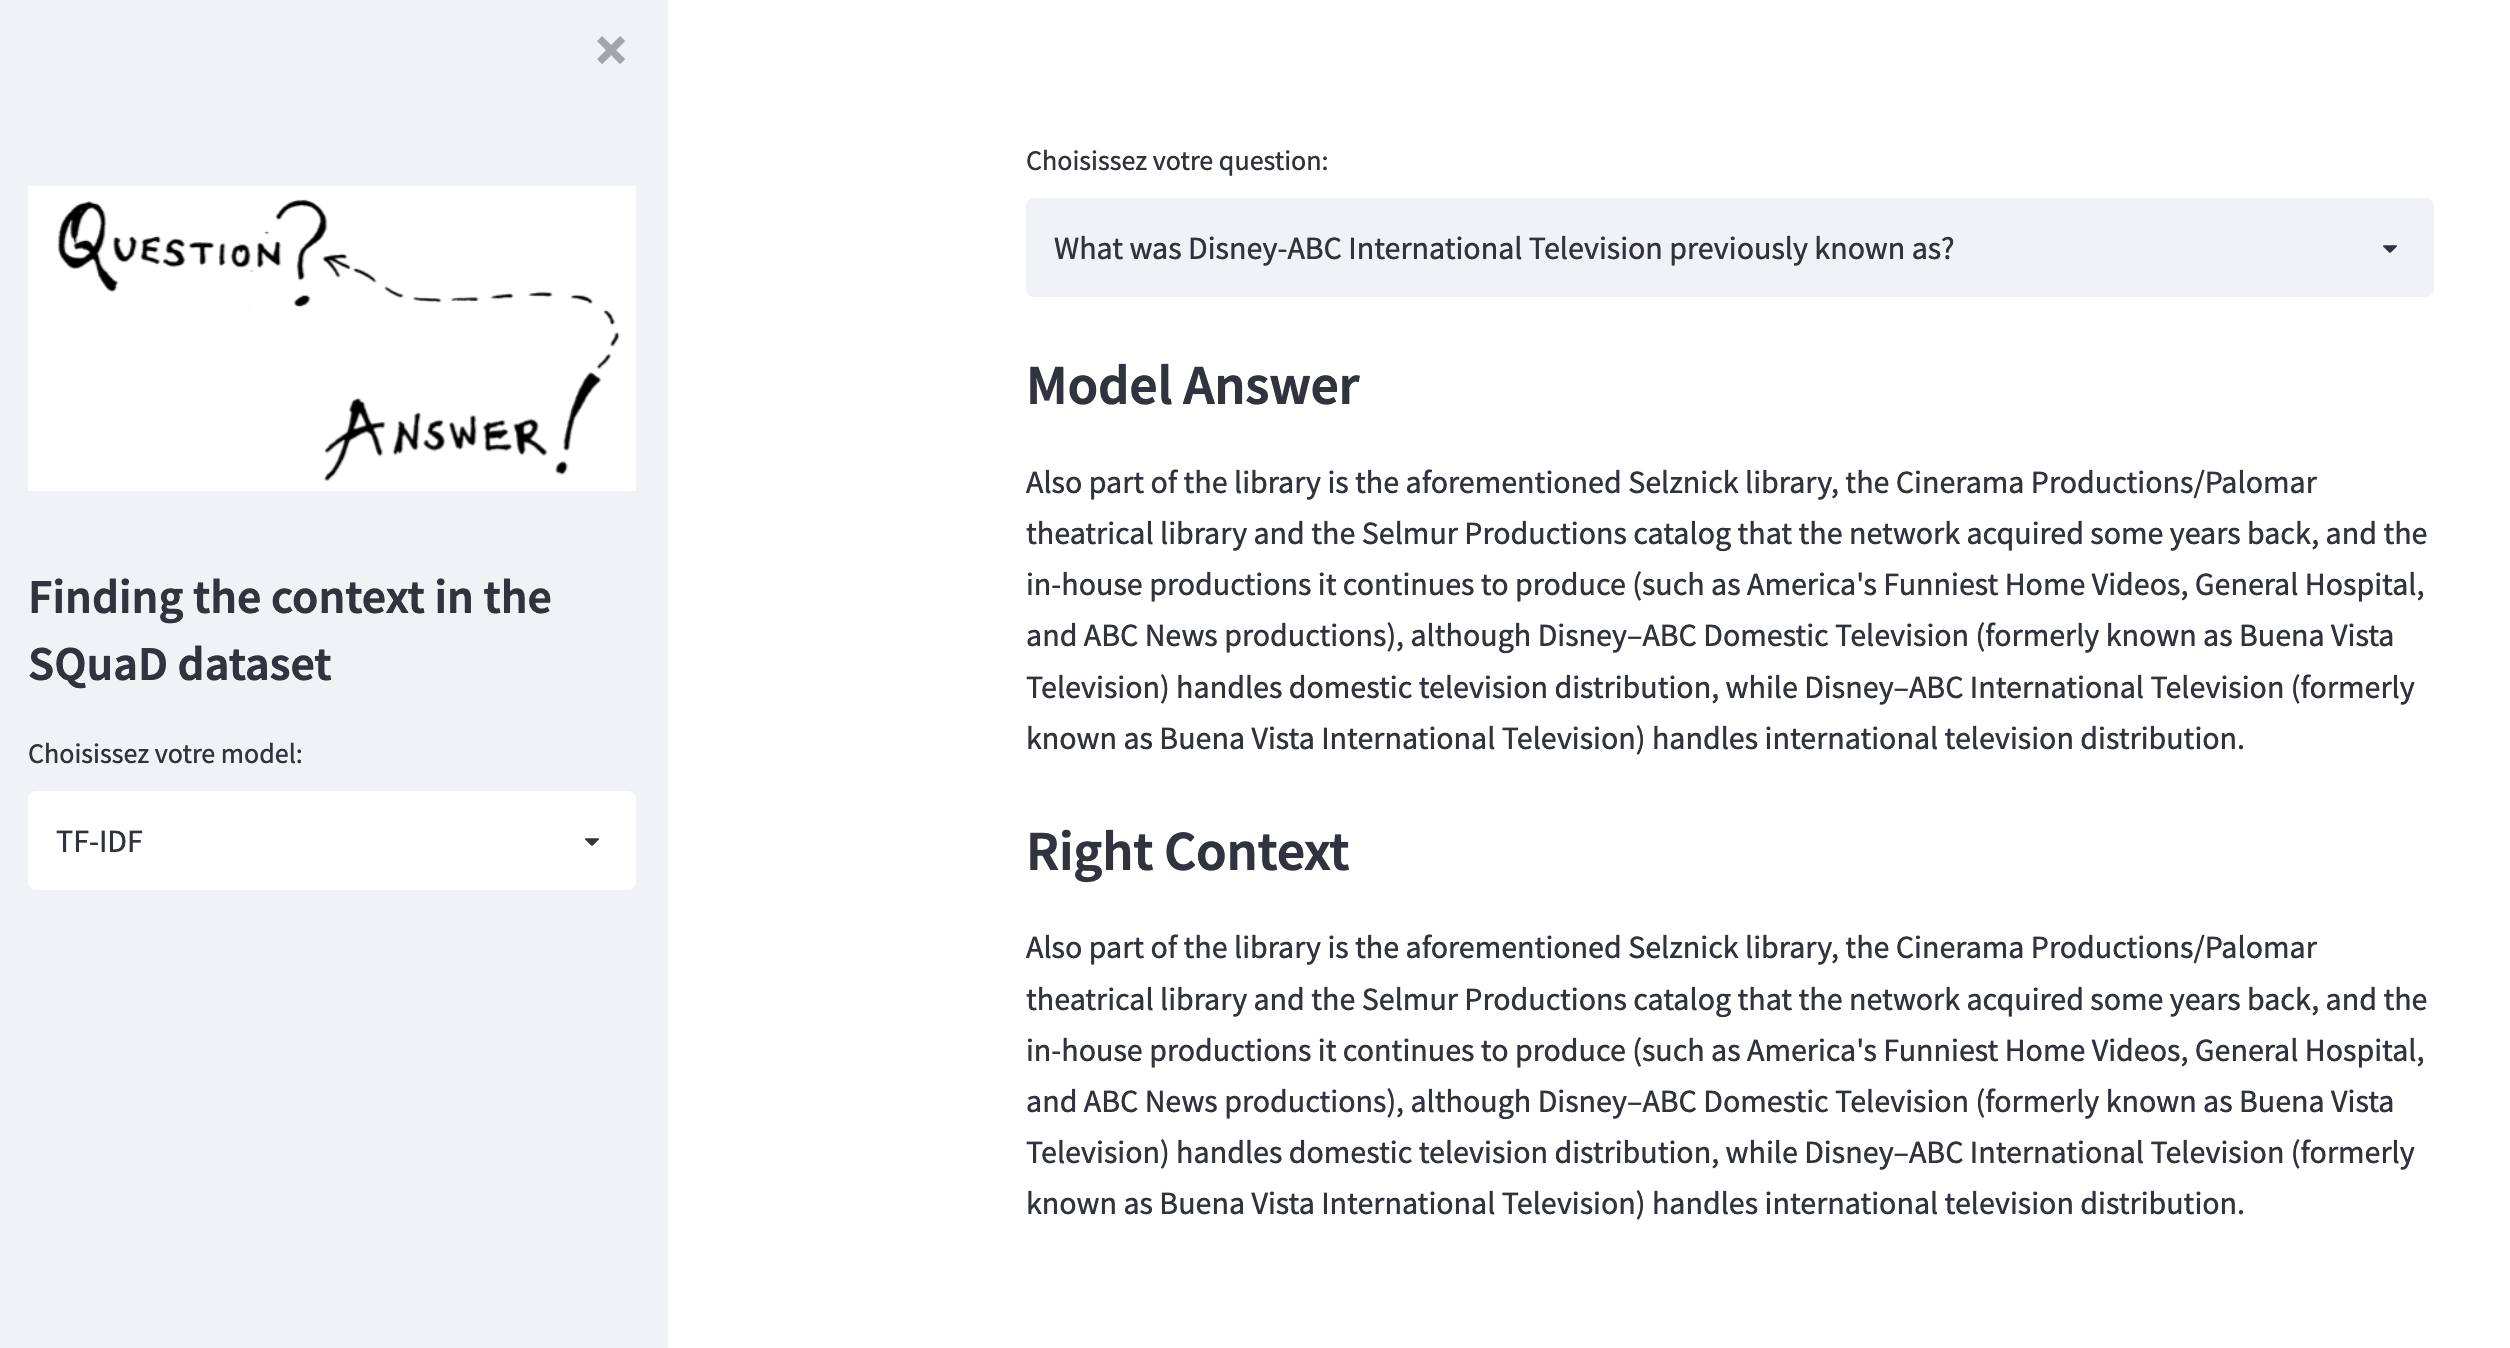 QUESTION?
ANSWER!
Finding the context in the
SQuaD dataset
Choisissez votre model:
TF-IDF
Choisissez votre question:
What was Disney-ABC International Television previously known as?
Model Answer
Also part of the library is the aforementioned Selznick library, the Cinerama Productions/Palomar
theatrical library and the Selmur Productions catalog that the network acquired some years back, and the
in-house productions it continues to produce (such as America's Funniest Home Videos, General Hospital,
and ABC News productions), although Disney–ABC Domestic Television (formerly known as Buena Vista
Television) handles domestic television distribution, while Disney–ABC International Television (formerly
known as Buena Vista International Television) handles international television distribution.
Right Context
Also part of the library is the aforementioned Selznick library, the Cinerama Productions/Palomar
theatrical library and the Selmur Productions catalog that the network acquired some years back, and the
in-house productions it continues to produce (such as America's Funniest Home Videos, General Hospital,
and ABC News productions), although Disney–ABC Domestic Television (formerly known as Buena Vista
Television) handles domestic television distribution, while Disney–ABC International Television (formerly
known as Buena Vista International Television) handles international television distribution.